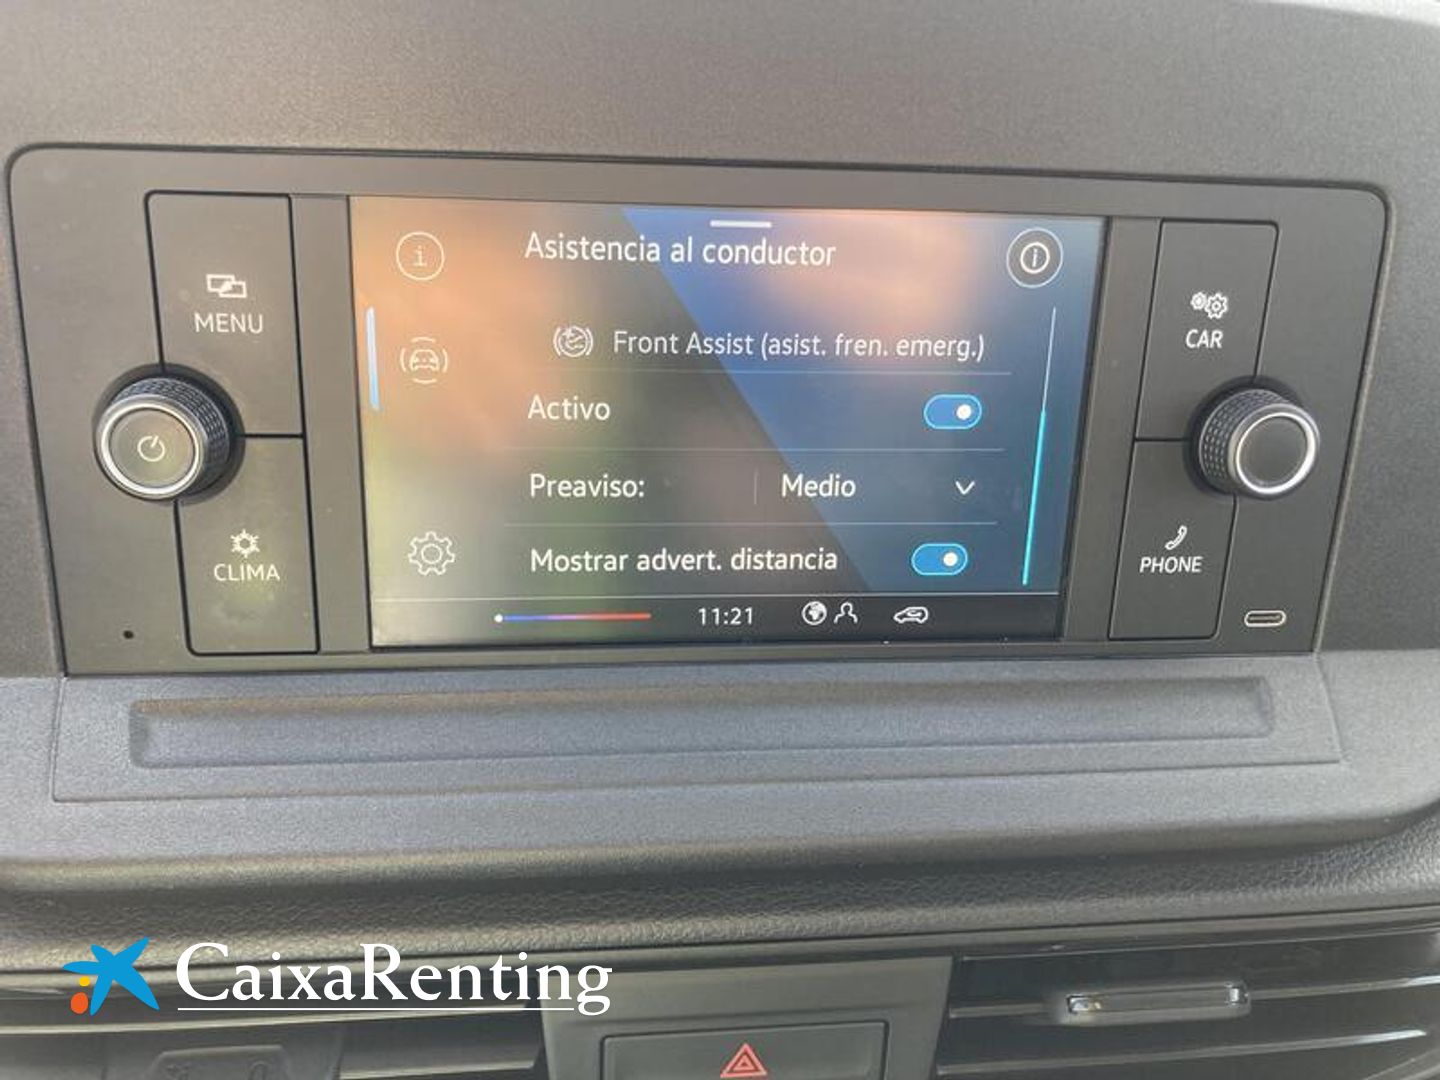 Asistencia al conductor
MENU
CAR
Front Assist (asist. fren. emerg.)
Activo
Preaviso: Medio
Mostrar advert. distancia
CLIMA
PHONE
11:21
CaixaRenting